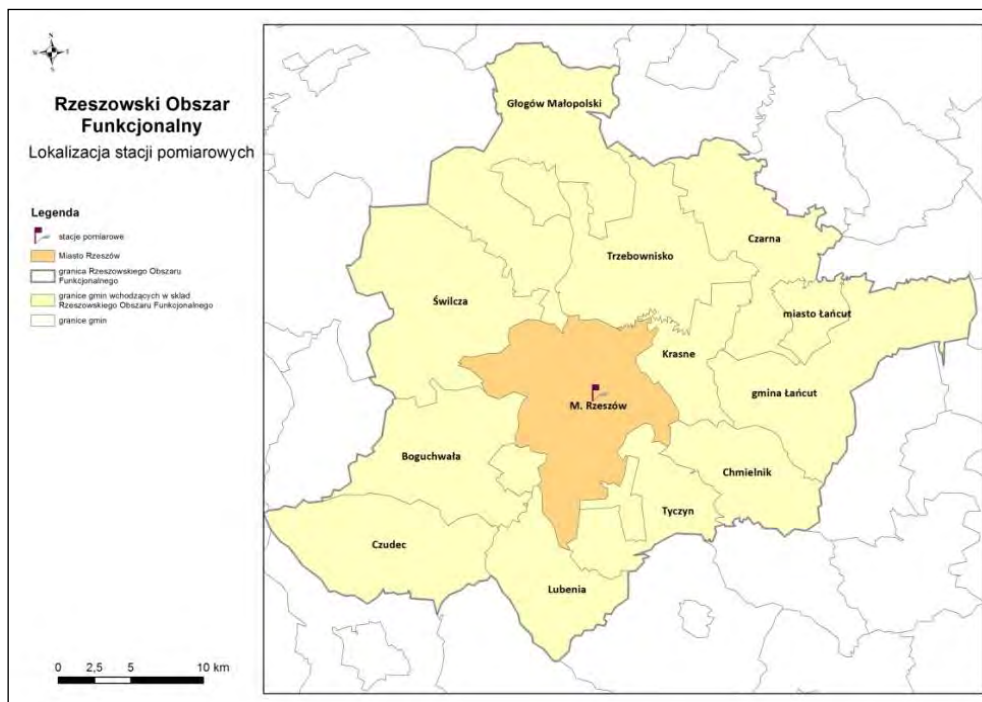 N
W
E
S
Rzeszowski Obszar
Funkcjonalny
Lokalizacja stacji pomiarowych
Legenda
stacje pomiarowe
Miasto Rzeszów
granica Rzeszowskiego Obszaru
Funkcjonalnego
granice gmin wchodzących w skład
Rzeszowskiego Obszaru Funkcjonalnego
granice gmin
0 2,5 5 10 km
Głogów Małopolski
Czarna
Trzebownisko
Świlcza
miasto Łańcut
Krasne
gmina Łańcut
M. Rzeszów
Boguchwała
Chmielnik
Tyczyn
Czudec
Lubenia